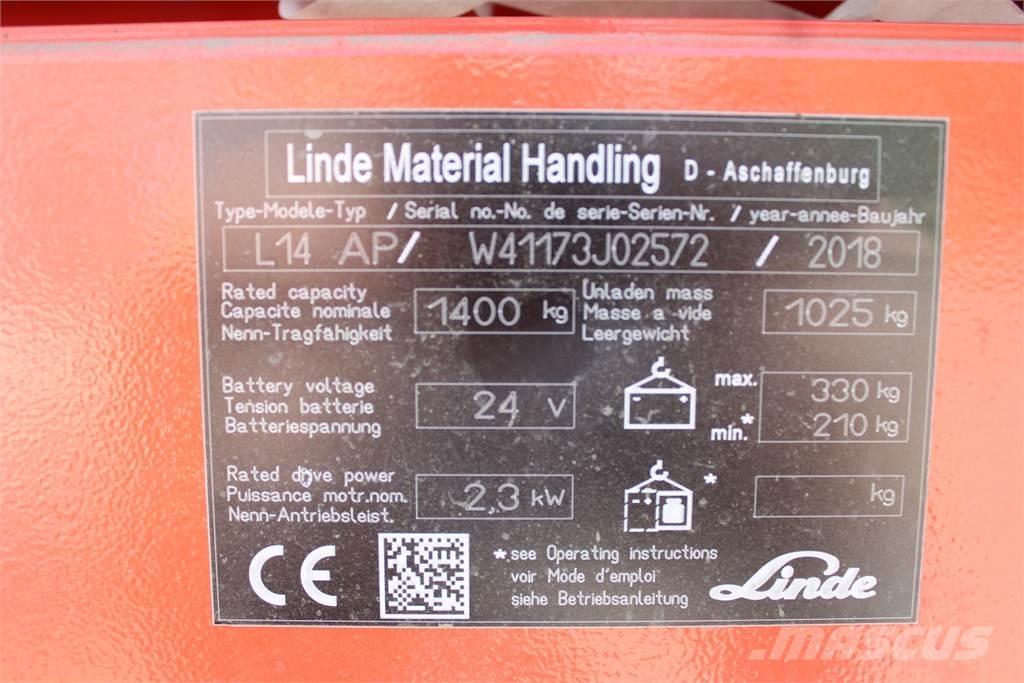 Linde Material Handling D - Aschaffenburg
Type-Modele-Typ / Serial no.-No. de serie-Serien-Nr. / year-annee-Baujahr
L14 AP/ W41173J02572 / 2018
Rated capacity
Capacite nominale
Nenn-Tragfähigkeit
1400 kg
Unladen mass
Masse a vide
Leergewicht
1025 kg
Battery voltage
Tension batterie
Batteriespannung
24 V
max. 330 kg
min.* 210 kg
Rated drive power
Puissance motr.nom.
Nenn-Antriebsleist.
2,3 kW
* kg
CE
*see Operating instructions
voir Mode d'emploi
siehe Betriebsanleitung
Linde
mascus